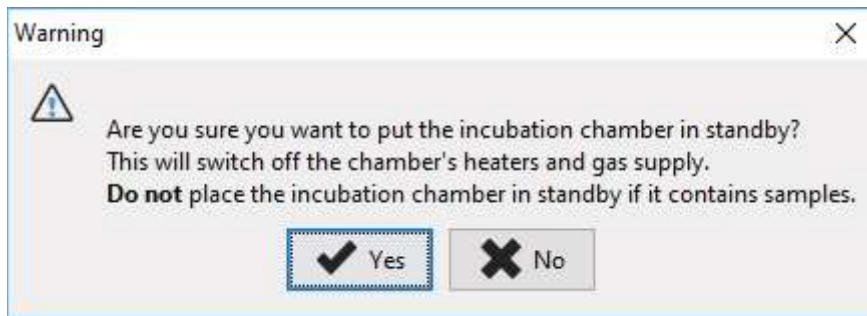 Warning
Are you sure you want to put the incubation chamber in standby?
This will switch off the chamber's heaters and gas supply.
Do not place the incubation chamber in standby if it contains samples.
Yes No